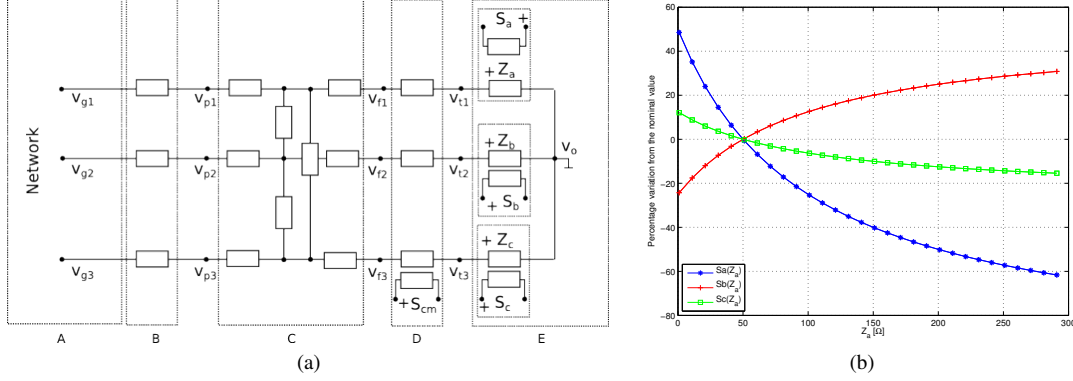 S_a +
+ Z_a
v_g1
v_p1
v_f1
v_t1
Network
+ Z_b
v_o
v_g2
v_p2
v_f2
v_t2
+ S_b
+ Z_c
v_g3
v_p3
v_f3
v_t3
+ S_cm
+ S_c
A
B
C
D
E
(a)
Percentage variation from the nominal value
60
40
20
0
−20
−40
−60
−80
0
50
100
150
200
250
300
Z_a [Ω]
Sa(Z_a)
Sb(Z_a)
Sc(Z_a)
(b)